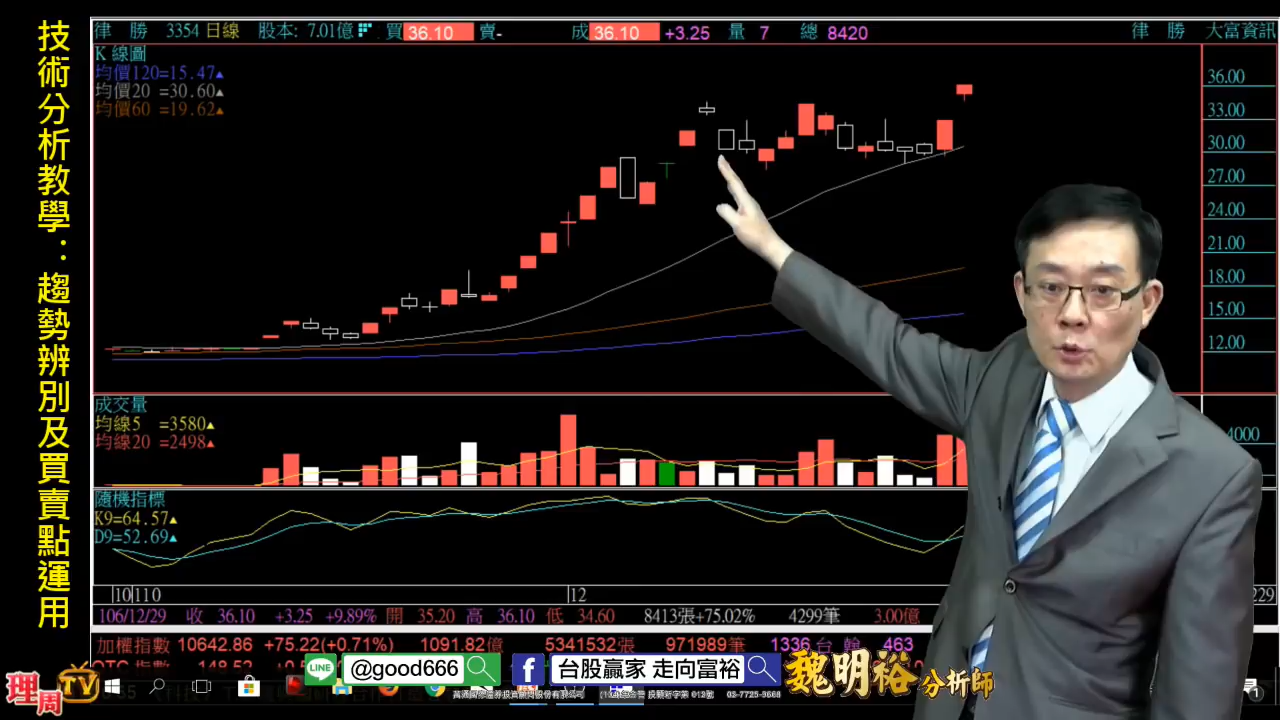 技術分析教學：趨勢辨別及買賣點運用
律 勝 3354 日線 股本: 7.01億 買 36.10 賣- 成 36.10 +3.25 量 7 總 8420 律 勝 大富資訊
K 線圖
均價120=15.47▲
均價20 =30.60▲
均價60 =19.62▲
36.00
33.00
30.00
27.00
24.00
21.00
18.00
15.00
12.00
成交量
均線5 =3580▲
均線20 =2498▲
4000
隨機指標
K9=64.57▲
D9=52.69▲
10 11 12
106/12/29 收 36.10 +3.25 +9.89% 開 35.20 高 36.10 低 34.60 8413張+75.02% 4299筆 3.00億
加權指數 10642.86 +75.22(+0.71%) 1091.82億 5341532張 971989筆 1336台 463
LINE @good666
台股贏家 走向富裕
魏明裕 分析師
理周TV